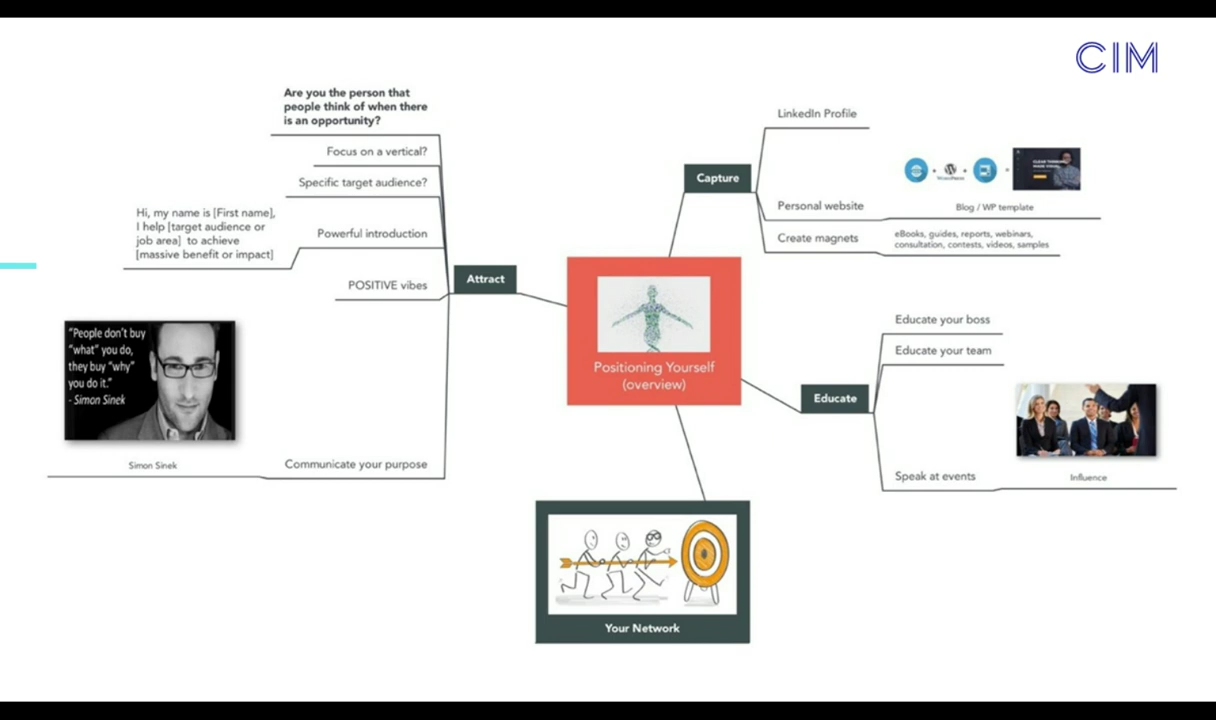 CIM
Are you the person that
people think of when there
is an opportunity?
Focus on a vertical?
Specific target audience?
Hi, my name is [First name],
I help [target audience or
job area] to achieve
[massive benefit or impact]
Powerful introduction
POSITIVE vibes
Attract
"People don't buy
"what" you do,
they buy "why"
you do it."
- Simon Sinek
Simon Sinek
Communicate your purpose
Positioning Yourself
(overview)
Capture
LinkedIn Profile
Personal website
WORDPRESS
CLEAR THINKING
MADE VISUAL
Blog / WP template
Create magnets
eBooks, guides, reports, webinars,
consultation, contests, videos, samples
Educate
Educate your boss
Educate your team
Speak at events
Influence
Your Network